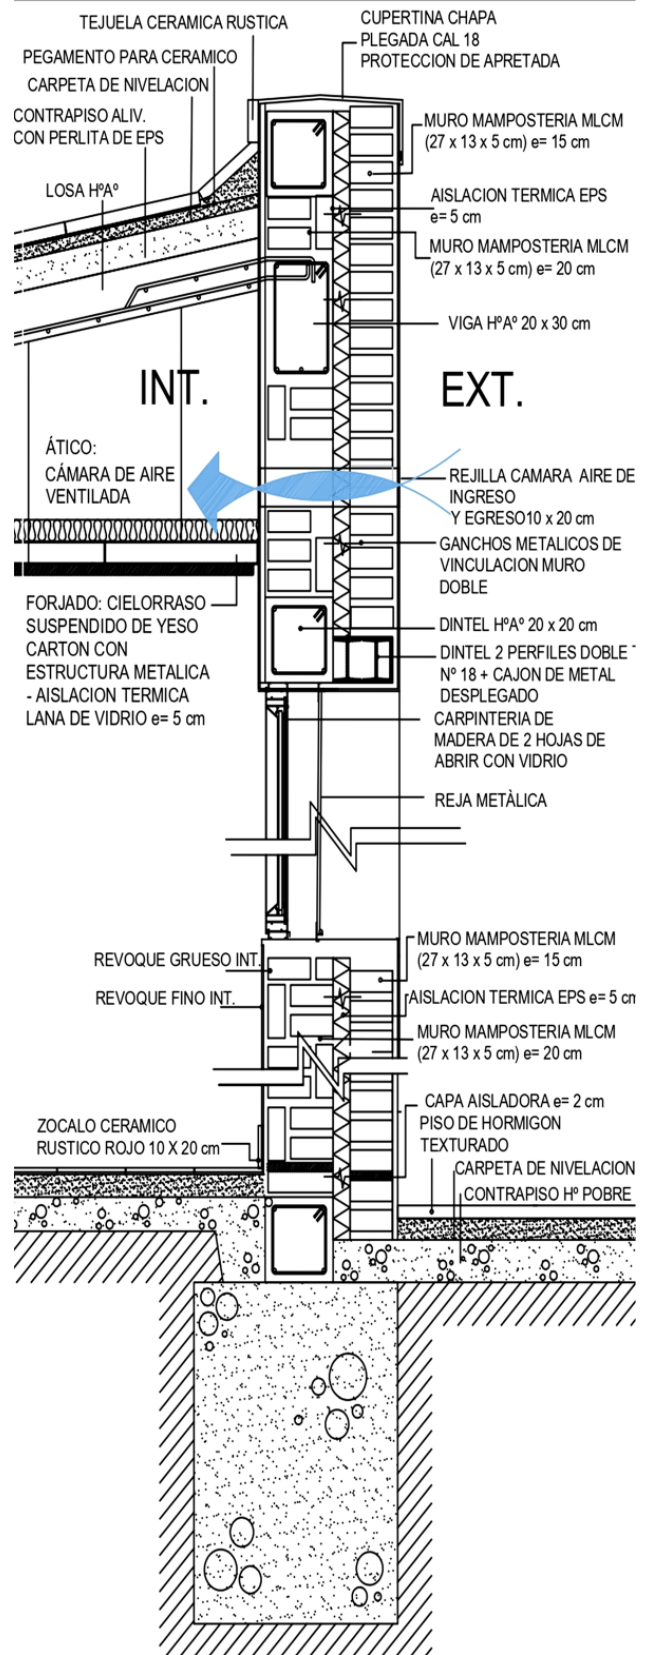 TEJUELA CERAMICA RUSTICA
PEGAMENTO PARA CERAMICO
CARPETA DE NIVELACION
CONTRAPISO ALIV.
CON PERLITA DE EPS
LOSA HºAº
CUPERTINA CHAPA
PLEGADA CAL 18
PROTECCION DE APRETADA
MURO MAMPOSTERIA MLCM
(27 x 13 x 5 cm) e= 15 cm
AISLACION TERMICA EPS
e= 5 cm
MURO MAMPOSTERIA MLCM
(27 x 13 x 5 cm) e= 20 cm
VIGA HºAº 20 x 30 cm
INT.
EXT.
ÁTICO:
CÁMARA DE AIRE
VENTILADA
REJILLA CAMARA AIRE DE
INGRESO
Y EGRESO10 x 20 cm
GANCHOS METALICOS DE
VINCULACION MURO
DOBLE
FORJADO: CIELORRASO
SUSPENDIDO DE YESO
CARTON CON
ESTRUCTURA METALICA
- AISLACION TERMICA
LANA DE VIDRIO e= 5 cm
DINTEL HºAº 20 x 20 cm
DINTEL 2 PERFILES DOBLE T
Nº 18 + CAJON DE METAL
DESPLEGADO
CARPINTERIA DE
MADERA DE 2 HOJAS DE
ABRIR CON VIDRIO
REJA METÀLICA
REVOQUE GRUESO INT.
REVOQUE FINO INT.
MURO MAMPOSTERIA MLCM
(27 x 13 x 5 cm) e= 15 cm
AISLACION TERMICA EPS e= 5 cm
MURO MAMPOSTERIA MLCM
(27 x 13 x 5 cm) e= 20 cm
ZOCALO CERAMICO
RUSTICO ROJO 10 X 20 cm
CAPA AISLADORA e= 2 cm
PISO DE HORMIGON
TEXTURADO
CARPETA DE NIVELACION
CONTRAPISO Hº POBRE